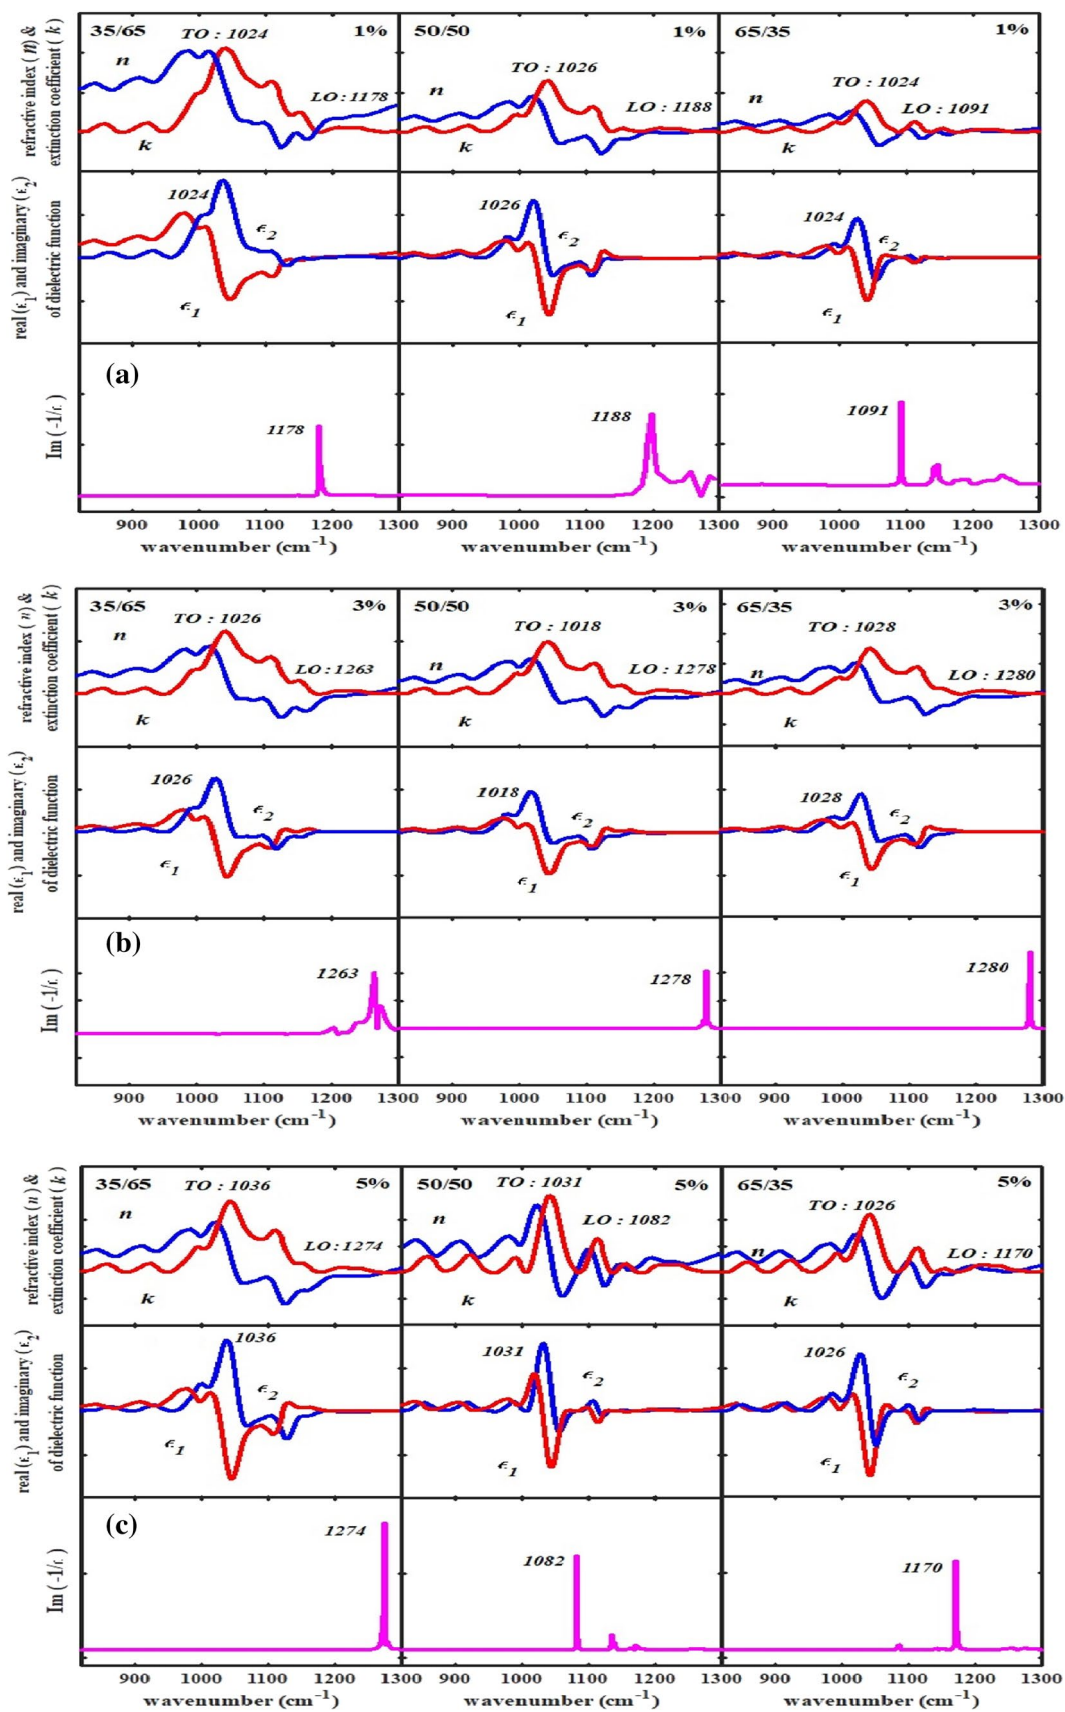 refractive index (n) &
extinction coefficient (k)
35/65 TO : 1024 1%
n
LO : 1178
k
50/50 1%
TO : 1026
n
LO : 1188
k
65/35 1%
TO : 1024
n
LO : 1091
k
real (ε1) and imaginary (ε2)
of dielectric function
1024
ϵ2
ϵ1
1026
ϵ2
ϵ1
1024
ϵ2
ϵ1
Im (-1/ε)
(a)
1178
1188
1091
900 1000 1100 1200 1300 900 1000 1100 1200 1300 900 1000 1100 1200 1300
wavenumber (cm-1) wavenumber (cm-1) wavenumber (cm-1)
refractive index (n) &
extinction coefficient (k)
35/65 3%
TO : 1026
n
LO : 1263
k
50/50 3%
TO : 1018
n
LO : 1278
k
65/35 3%
TO : 1028
n
LO : 1280
k
real (ε1) and imaginary (ε2)
of dielectric function
1026
ϵ2
ϵ1
1018
ϵ2
ϵ1
1028
ϵ2
ϵ1
Im (-1/ε)
(b)
1263
1278
1280
900 1000 1100 1200 1300 900 1000 1100 1200 1300 900 1000 1100 1200 1300
wavenumber (cm-1) wavenumber (cm-1) wavenumber (cm-1)
refractive index (n) &
extinction coefficient (k)
35/65 TO : 1036 5%
n
LO : 1274
k
50/50 TO : 1031 5%
n
LO : 1082
k
65/35 5%
TO : 1026
n
LO : 1170
k
real (ε1) and imaginary (ε2)
of dielectric function
1036
ϵ2
ϵ1
1031
ϵ2
ϵ1
1026
ϵ2
ϵ1
Im (-1/ε)
(c)
1274
1082
1170
900 1000 1100 1200 1300 900 1000 1100 1200 1300 900 1000 1100 1200 1300
wavenumber (cm-1) wavenumber (cm-1) wavenumber (cm-1)